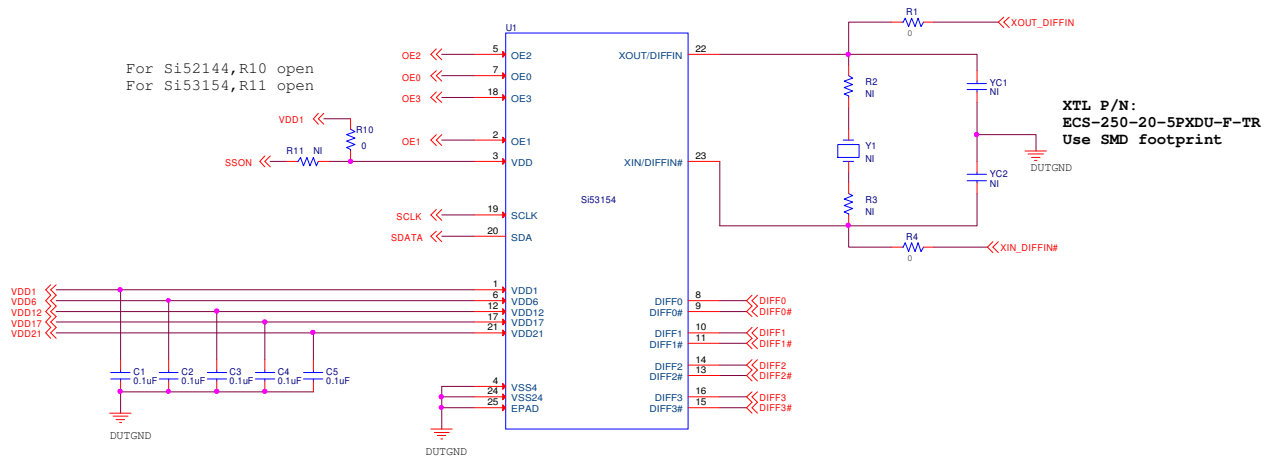 For Si52144,R10 open
For Si53154,R11 open
VDD1
R10
0
R11 NI
SSON
U1
OE2 5 OE2
OE0 7 OE0
OE3 18 OE3
OE1 2 OE1
3 VDD
SCLK 19 SCLK
SDATA 20 SDA
VDD1 1 VDD1
VDD6 6 VDD6
VDD12 12 VDD12
VDD17 17 VDD17
VDD21 21 VDD21
C1 0.1uF
C2 0.1uF
C3 0.1uF
C4 0.1uF
C5 0.1uF
DUTGND
4 VSS4
24 VSS24
25 EPAD
DUTGND
Si53154
XOUT/DIFFIN 22
XIN/DIFFIN# 23
DIFF0 8 DIFF0
DIFF0# 9 DIFF0#
DIFF1 10 DIFF1
DIFF1# 11 DIFF1#
DIFF2 14 DIFF2
DIFF2# 13 DIFF2#
DIFF3 16 DIFF3
DIFF3# 15 DIFF3#
R1
0
XOUT_DIFFIN
R2
NI
Y1
NI
R3
NI
YC1
NI
YC2
NI
DUTGND
R4
0
XIN_DIFFIN#
XTL P/N:
ECS-250-20-5PXDU-F-TR
Use SMD footprint